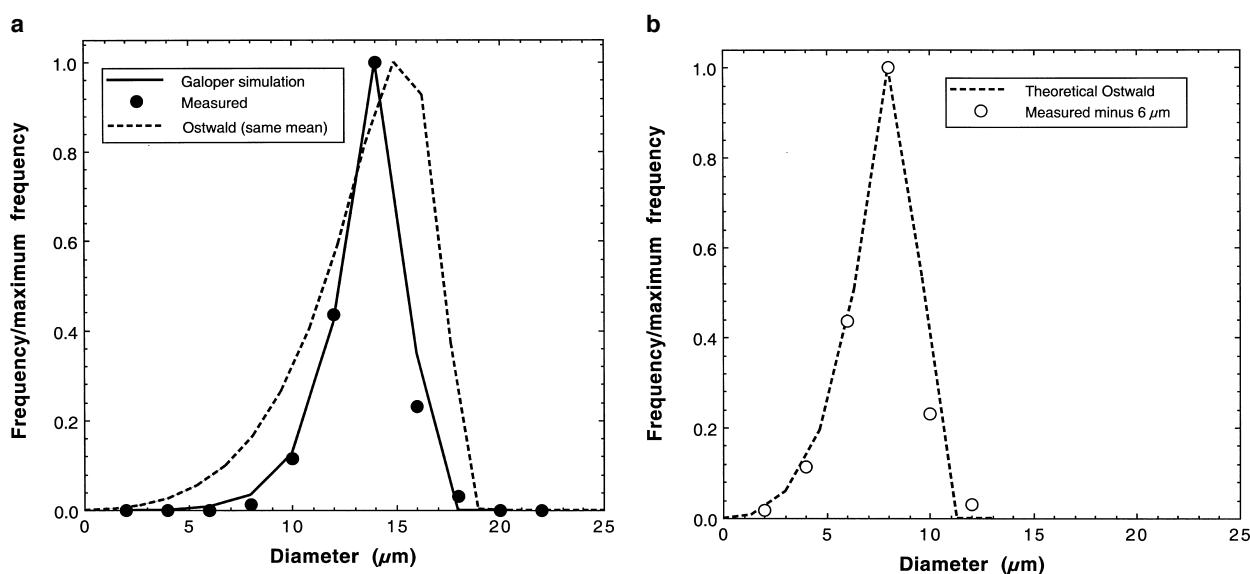 a
Frequency/maximum frequency
1.0
0.8
0.6
0.4
0.2
0.0
Galoper simulation
Measured
Ostwald (same mean)
0
5
10
15
20
25
Diameter (µm)
b
Frequency/maximum frequency
1.0
0.8
0.6
0.4
0.2
0.0
Theoretical Ostwald
Measured minus 6 µm
0
5
10
15
20
25
Diameter (µm)